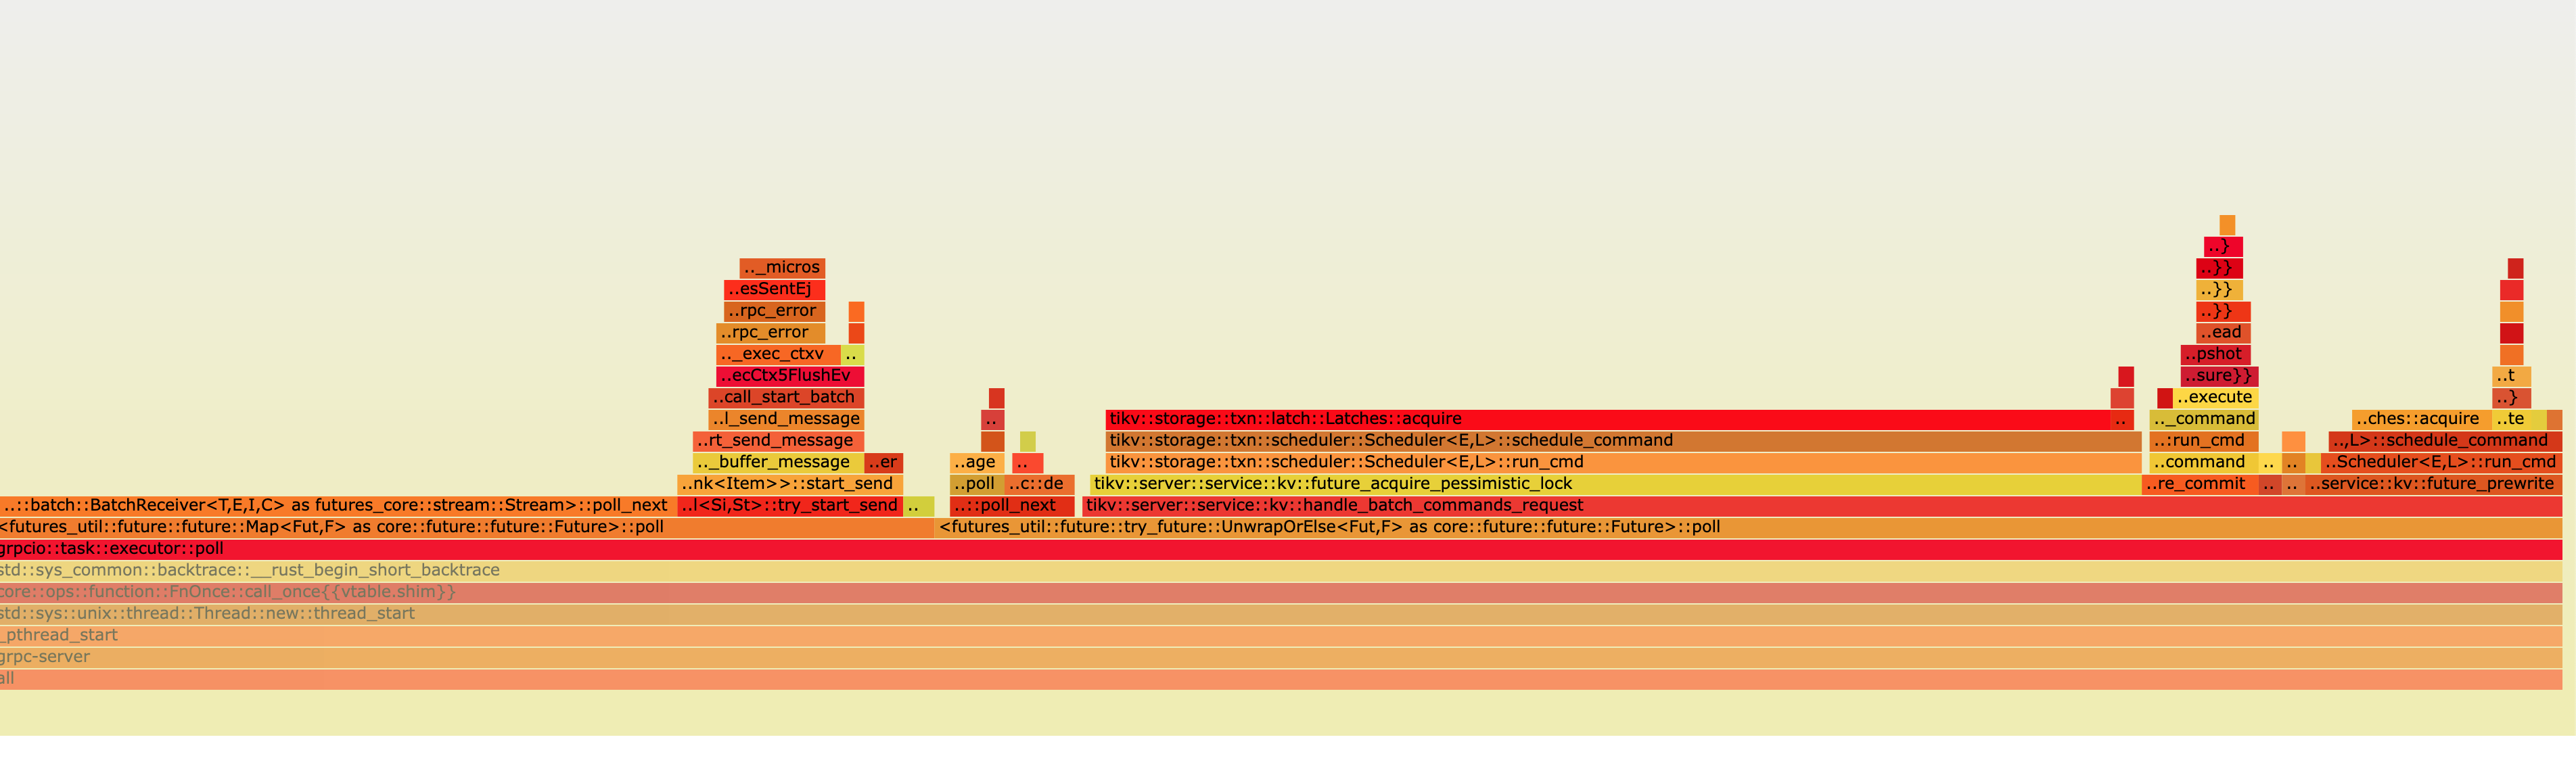 .._micros
..esSentEj
..}
..}}
..rpc_error
..}}
..rpc_error
..}}
..ead
.._exec_ctxv
..
..pshot
..ecCtx5FlushEv
..sure}}
..t
..call_start_batch
..execute
..}
..l_send_message
..
tikv::storage::txn::latch::Latches::acquire
..
.._command
..ches::acquire
..te
..rt_send_message
tikv::storage::txn::scheduler::Scheduler<E,L>::schedule_command
..:run_cmd
..,L>::schedule_command
.._buffer_message
..er
..age
..
tikv::storage::txn::scheduler::Scheduler<E,L>::run_cmd
..command
..
..
..Scheduler<E,L>::run_cmd
..nk<Item>>::start_send
..poll
..c::de
tikv::server::service::kv::future_acquire_pessimistic_lock
..re_commit
..
..
..service::kv::future_prewrite
..::batch::BatchReceiver<T,E,I,C> as futures_core::stream::Stream>::poll_next
..l<Si,St>::try_start_send
..
..::poll_next
tikv::server::service::kv::handle_batch_commands_request
<futures_util::future::future::Map<Fut,F> as core::future::future::Future>::poll
<futures_util::future::try_future::UnwrapOrElse<Fut,F> as core::future::future::Future>::poll
grpcio::task::executor::poll
std::sys_common::backtrace::__rust_begin_short_backtrace
core::ops::function::FnOnce::call_once{{vtable.shim}}
std::sys::unix::thread::Thread::new::thread_start
_pthread_start
grpc-server
all